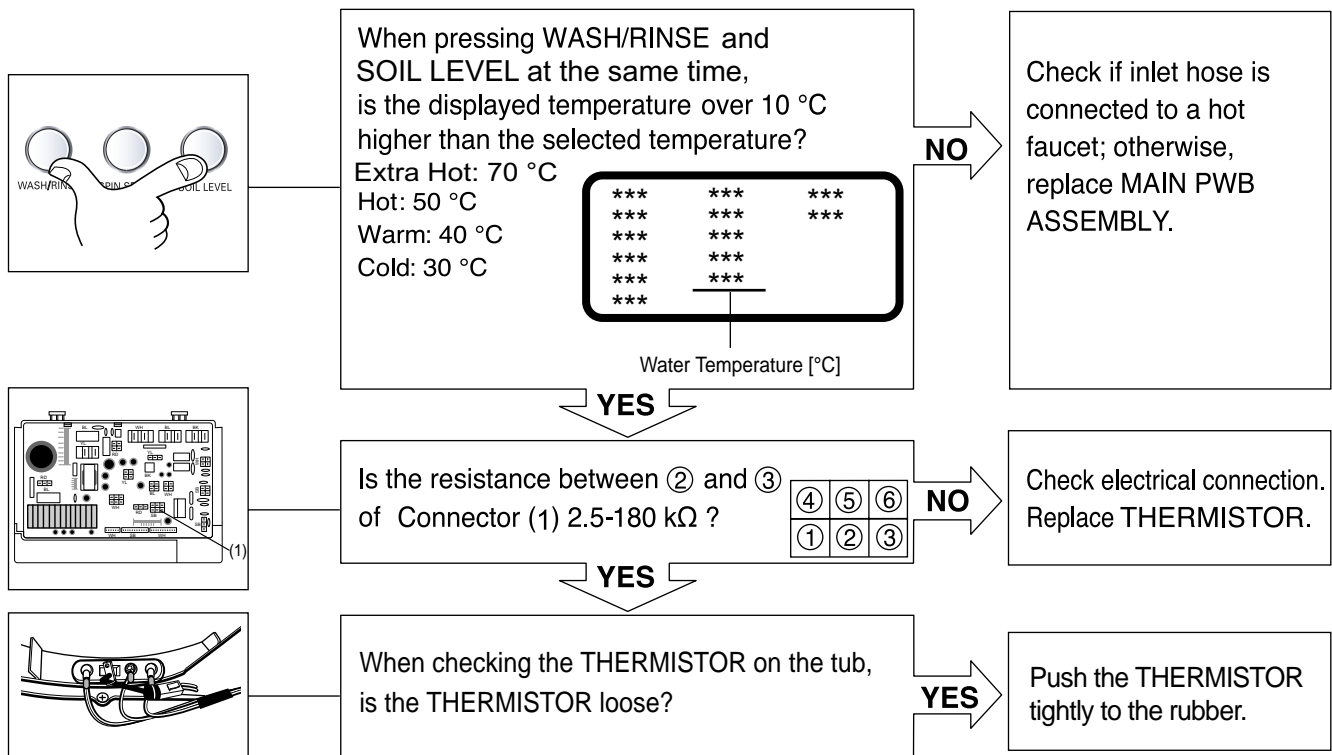 WASH/RIN
SPIN S
SOIL LEVEL
When pressing WASH/RINSE and
SOIL LEVEL at the same time,
is the displayed temperature over 10 °C
higher than the selected temperature?
Extra Hot: 70 °C
Hot: 50 °C
Warm: 40 °C
Cold: 30 °C
*** *** ***
*** *** ***
*** ***
*** ***
*** ***
***
Water Temperature [°C]
NO
Check if inlet hose is
connected to a hot
faucet; otherwise,
replace MAIN PWB
ASSEMBLY.
YES
(1)
Is the resistance between ② and ③
of Connector (1) 2.5-180 kΩ ?
④ ⑤ ⑥
① ② ③
NO
Check electrical connection.
Replace THERMISTOR.
YES
When checking the THERMISTOR on the tub,
is the THERMISTOR loose?
YES
Push the THERMISTOR
tightly to the rubber.